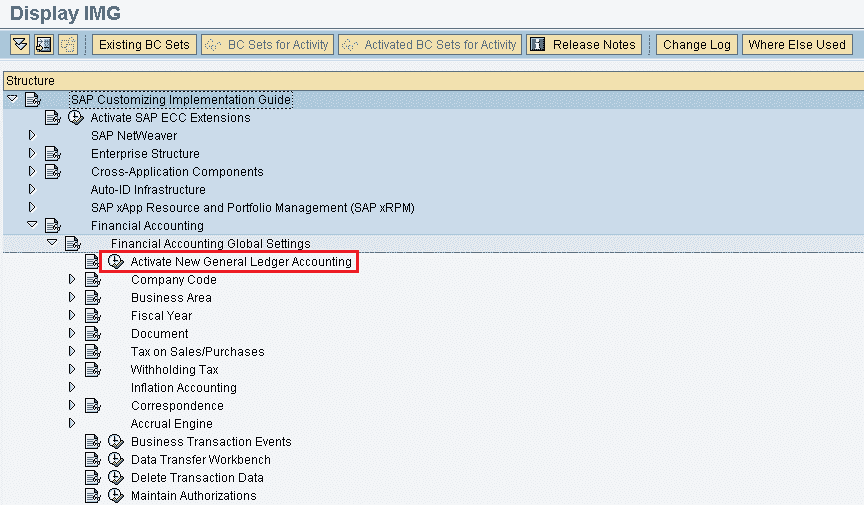 Display IMG
Existing BC Sets BC Sets for Activity Activated BC Sets for Activity Release Notes Change Log Where Else Used
Structure
SAP Customizing Implementation Guide
Activate SAP ECC Extensions
SAP NetWeaver
Enterprise Structure
Cross-Application Components
Auto-ID Infrastructure
SAP xApp Resource and Portfolio Management (SAP xRPM)
Financial Accounting
Financial Accounting Global Settings
Activate New General Ledger Accounting
Company Code
Business Area
Fiscal Year
Document
Tax on Sales/Purchases
Withholding Tax
Inflation Accounting
Correspondence
Accrual Engine
Business Transaction Events
Data Transfer Workbench
Delete Transaction Data
Maintain Authorizations